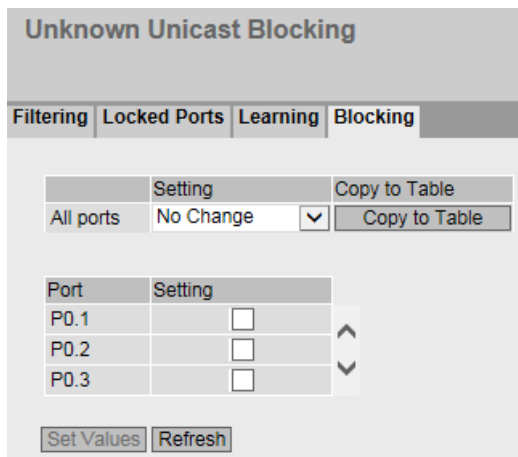 Unknown Unicast Blocking
Filtering Locked Ports Learning Blocking
Setting Copy to Table
All ports No Change Copy to Table
Port Setting
P0.1
P0.2
P0.3
Set Values Refresh